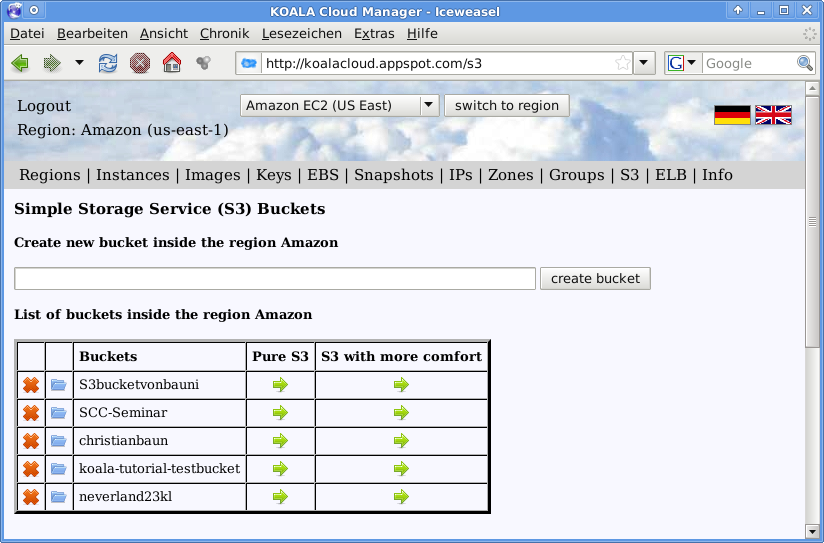 KOALA Cloud Manager - Iceweasel
Datei Bearbeiten Ansicht Chronik Lesezeichen Extras Hilfe
http://koalacloud.appspot.com/s3 G Google
Logout Amazon EC2 (US East) switch to region
Region: Amazon (us-east-1)
Regions | Instances | Images | Keys | EBS | Snapshots | IPs | Zones | Groups | S3 | ELB | Info
Simple Storage Service (S3) Buckets
Create new bucket inside the region Amazon
create bucket
List of buckets inside the region Amazon
Buckets Pure S3 S3 with more comfort
S3bucketvonbauni
SCC-Seminar
christianbaun
koala-tutorial-testbucket
neverland23kl